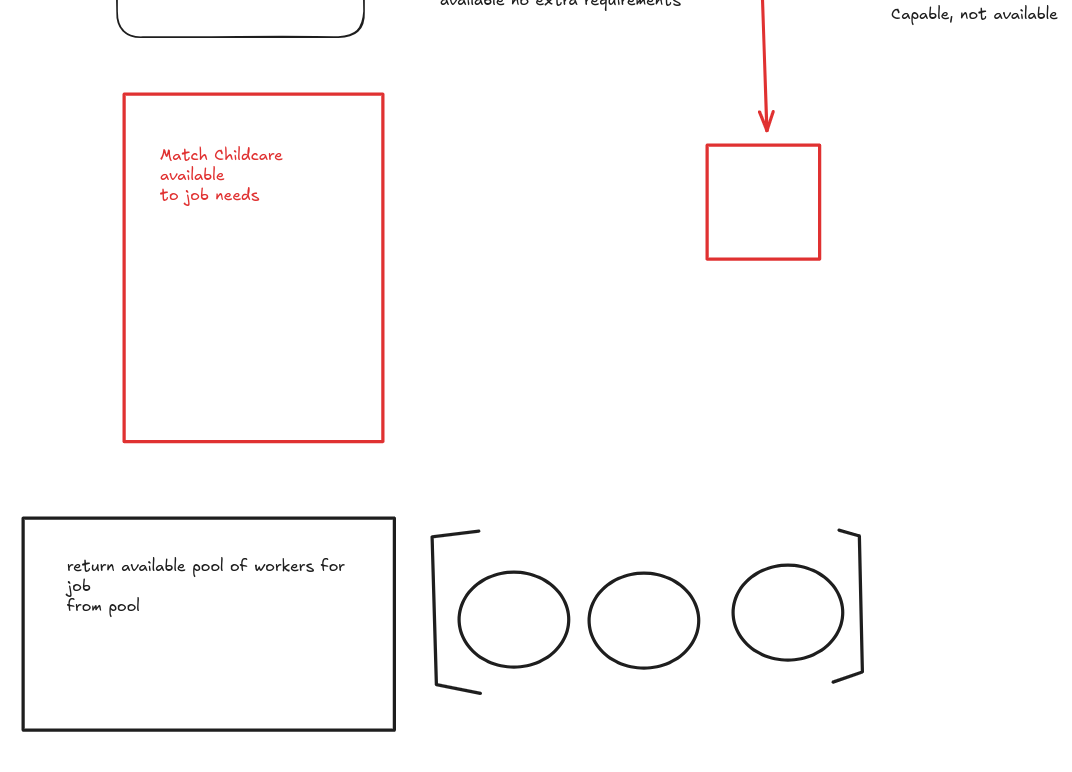 available no extra requirements
Capable, not available
Match Childcare
available
to job needs
return available pool of workers for
job
from pool